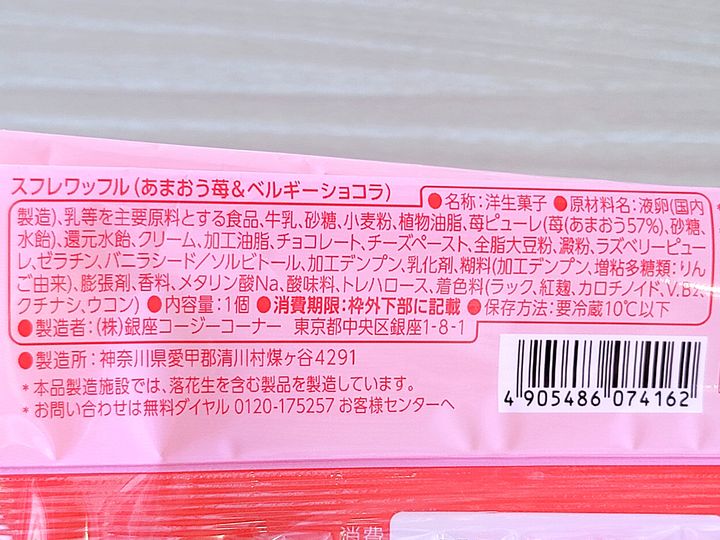 スフレワッフル(あまおう苺&ベルギーショコラ)
●名称:洋生菓子 ●原材料名:液卵(国内
製造)、乳等を主要原料とする食品、牛乳、砂糖、小麦粉、植物油脂、苺ピューレ(苺(あまおう57%)、砂糖、
水飴)、還元水飴、クリーム、加工油脂、チョコレート、チーズペースト、全脂大豆粉、澱粉、ラズベリーピュー
レ、ゼラチン、バニラシード/ソルビトール、加工デンプン、乳化剤、糊料(加工デンプン、増粘多糖類:りん
ご由来)、膨張剤、香料、メタリン酸Na、酸味料、トレハロース、着色料(ラック、紅麹、カロチノイド、V.B₂、
クチナシ、ウコン) ●内容量:1個 ●消費期限:枠外下部に記載 ●保存方法:要冷蔵10℃以下
●製造者:(株)銀座コージーコーナー 東京都中央区銀座1-8-1
●製造所:神奈川県愛甲郡清川村煤ヶ谷4291
*本品製造施設では、落花生を含む製品を製造しています。
*お問い合わせは無料ダイヤル 0120-175257 お客様センターへ
4 905486 074162
消費